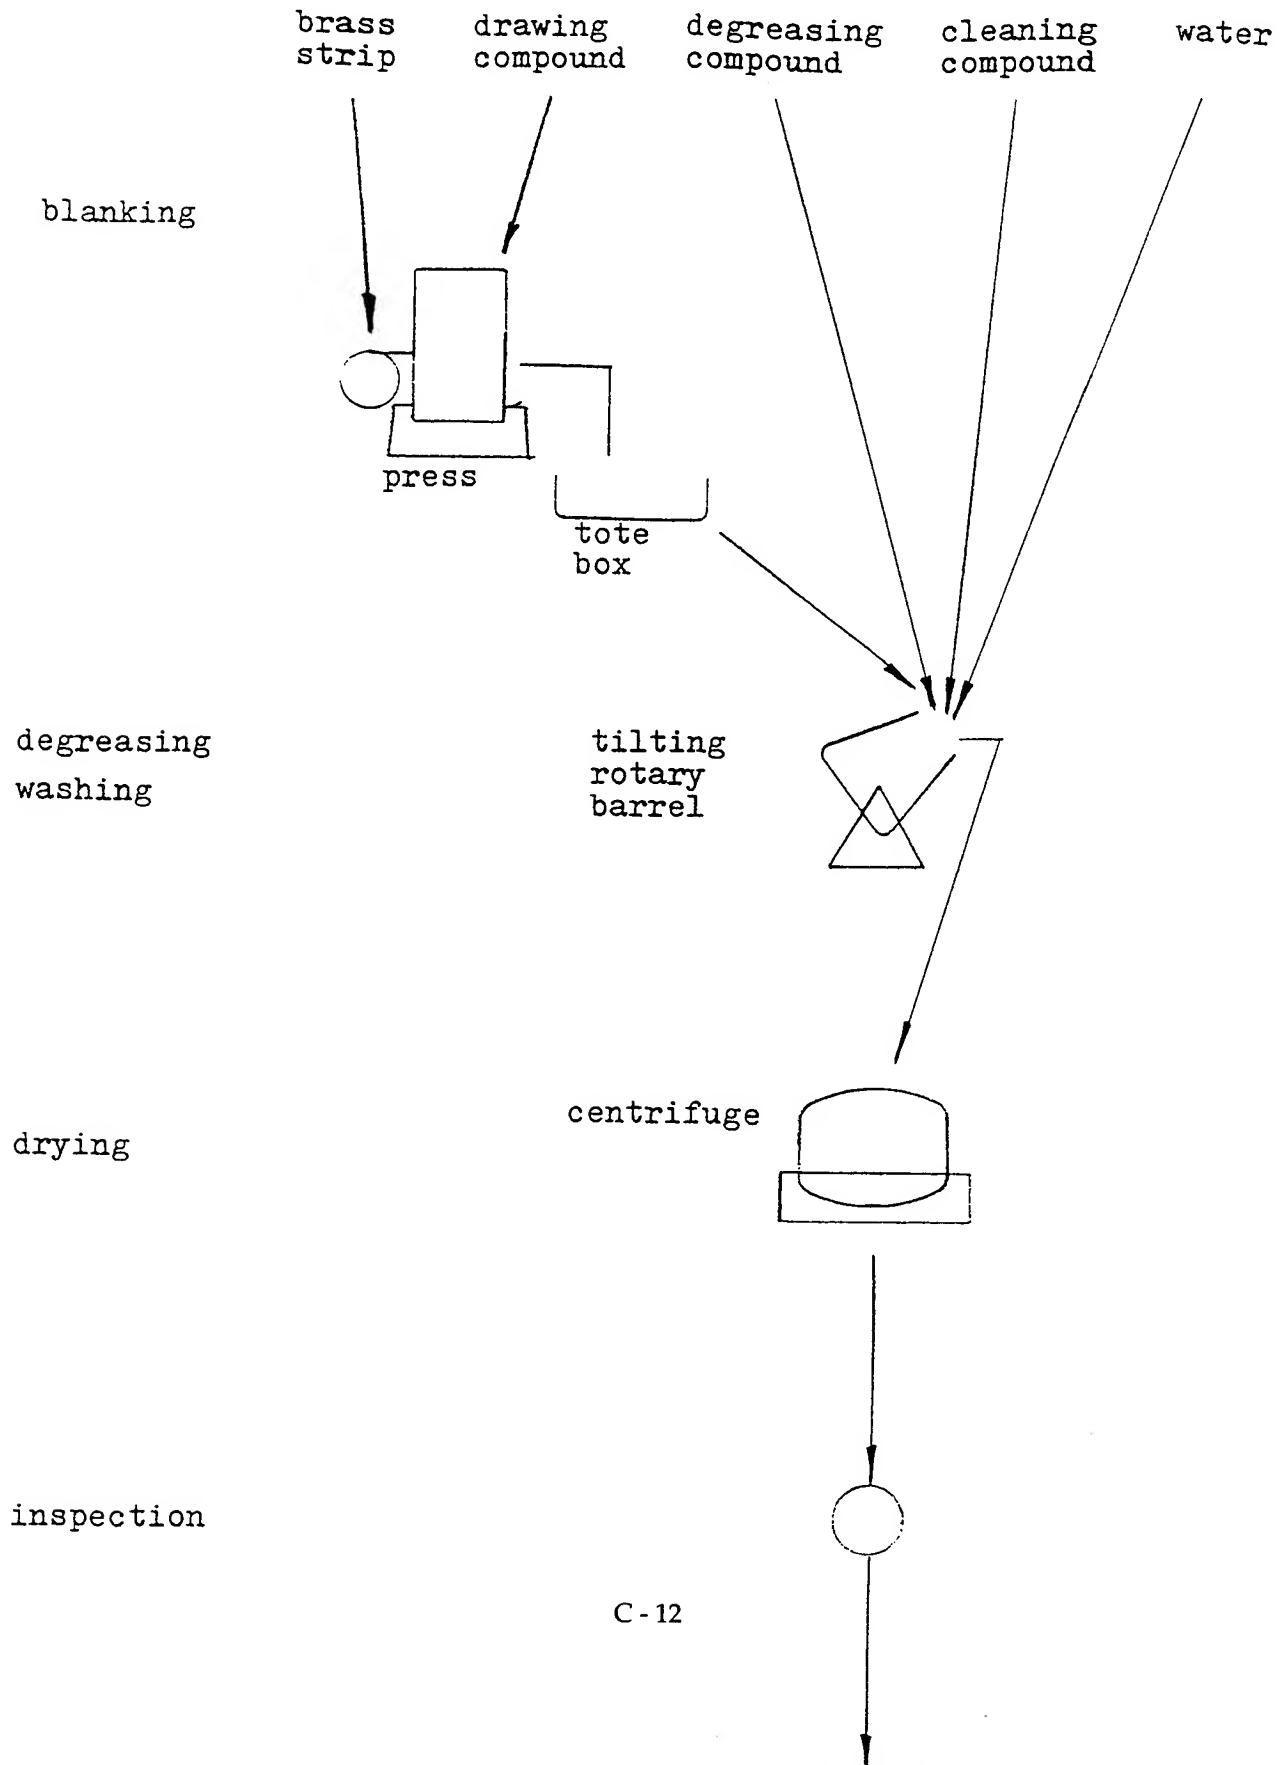 brass drawing degreasing cleaning water
strip compound compound compound
blanking
press
tote
box
degreasing tilting
washing rotary
barrel
centrifuge
drying
inspection
C - 12